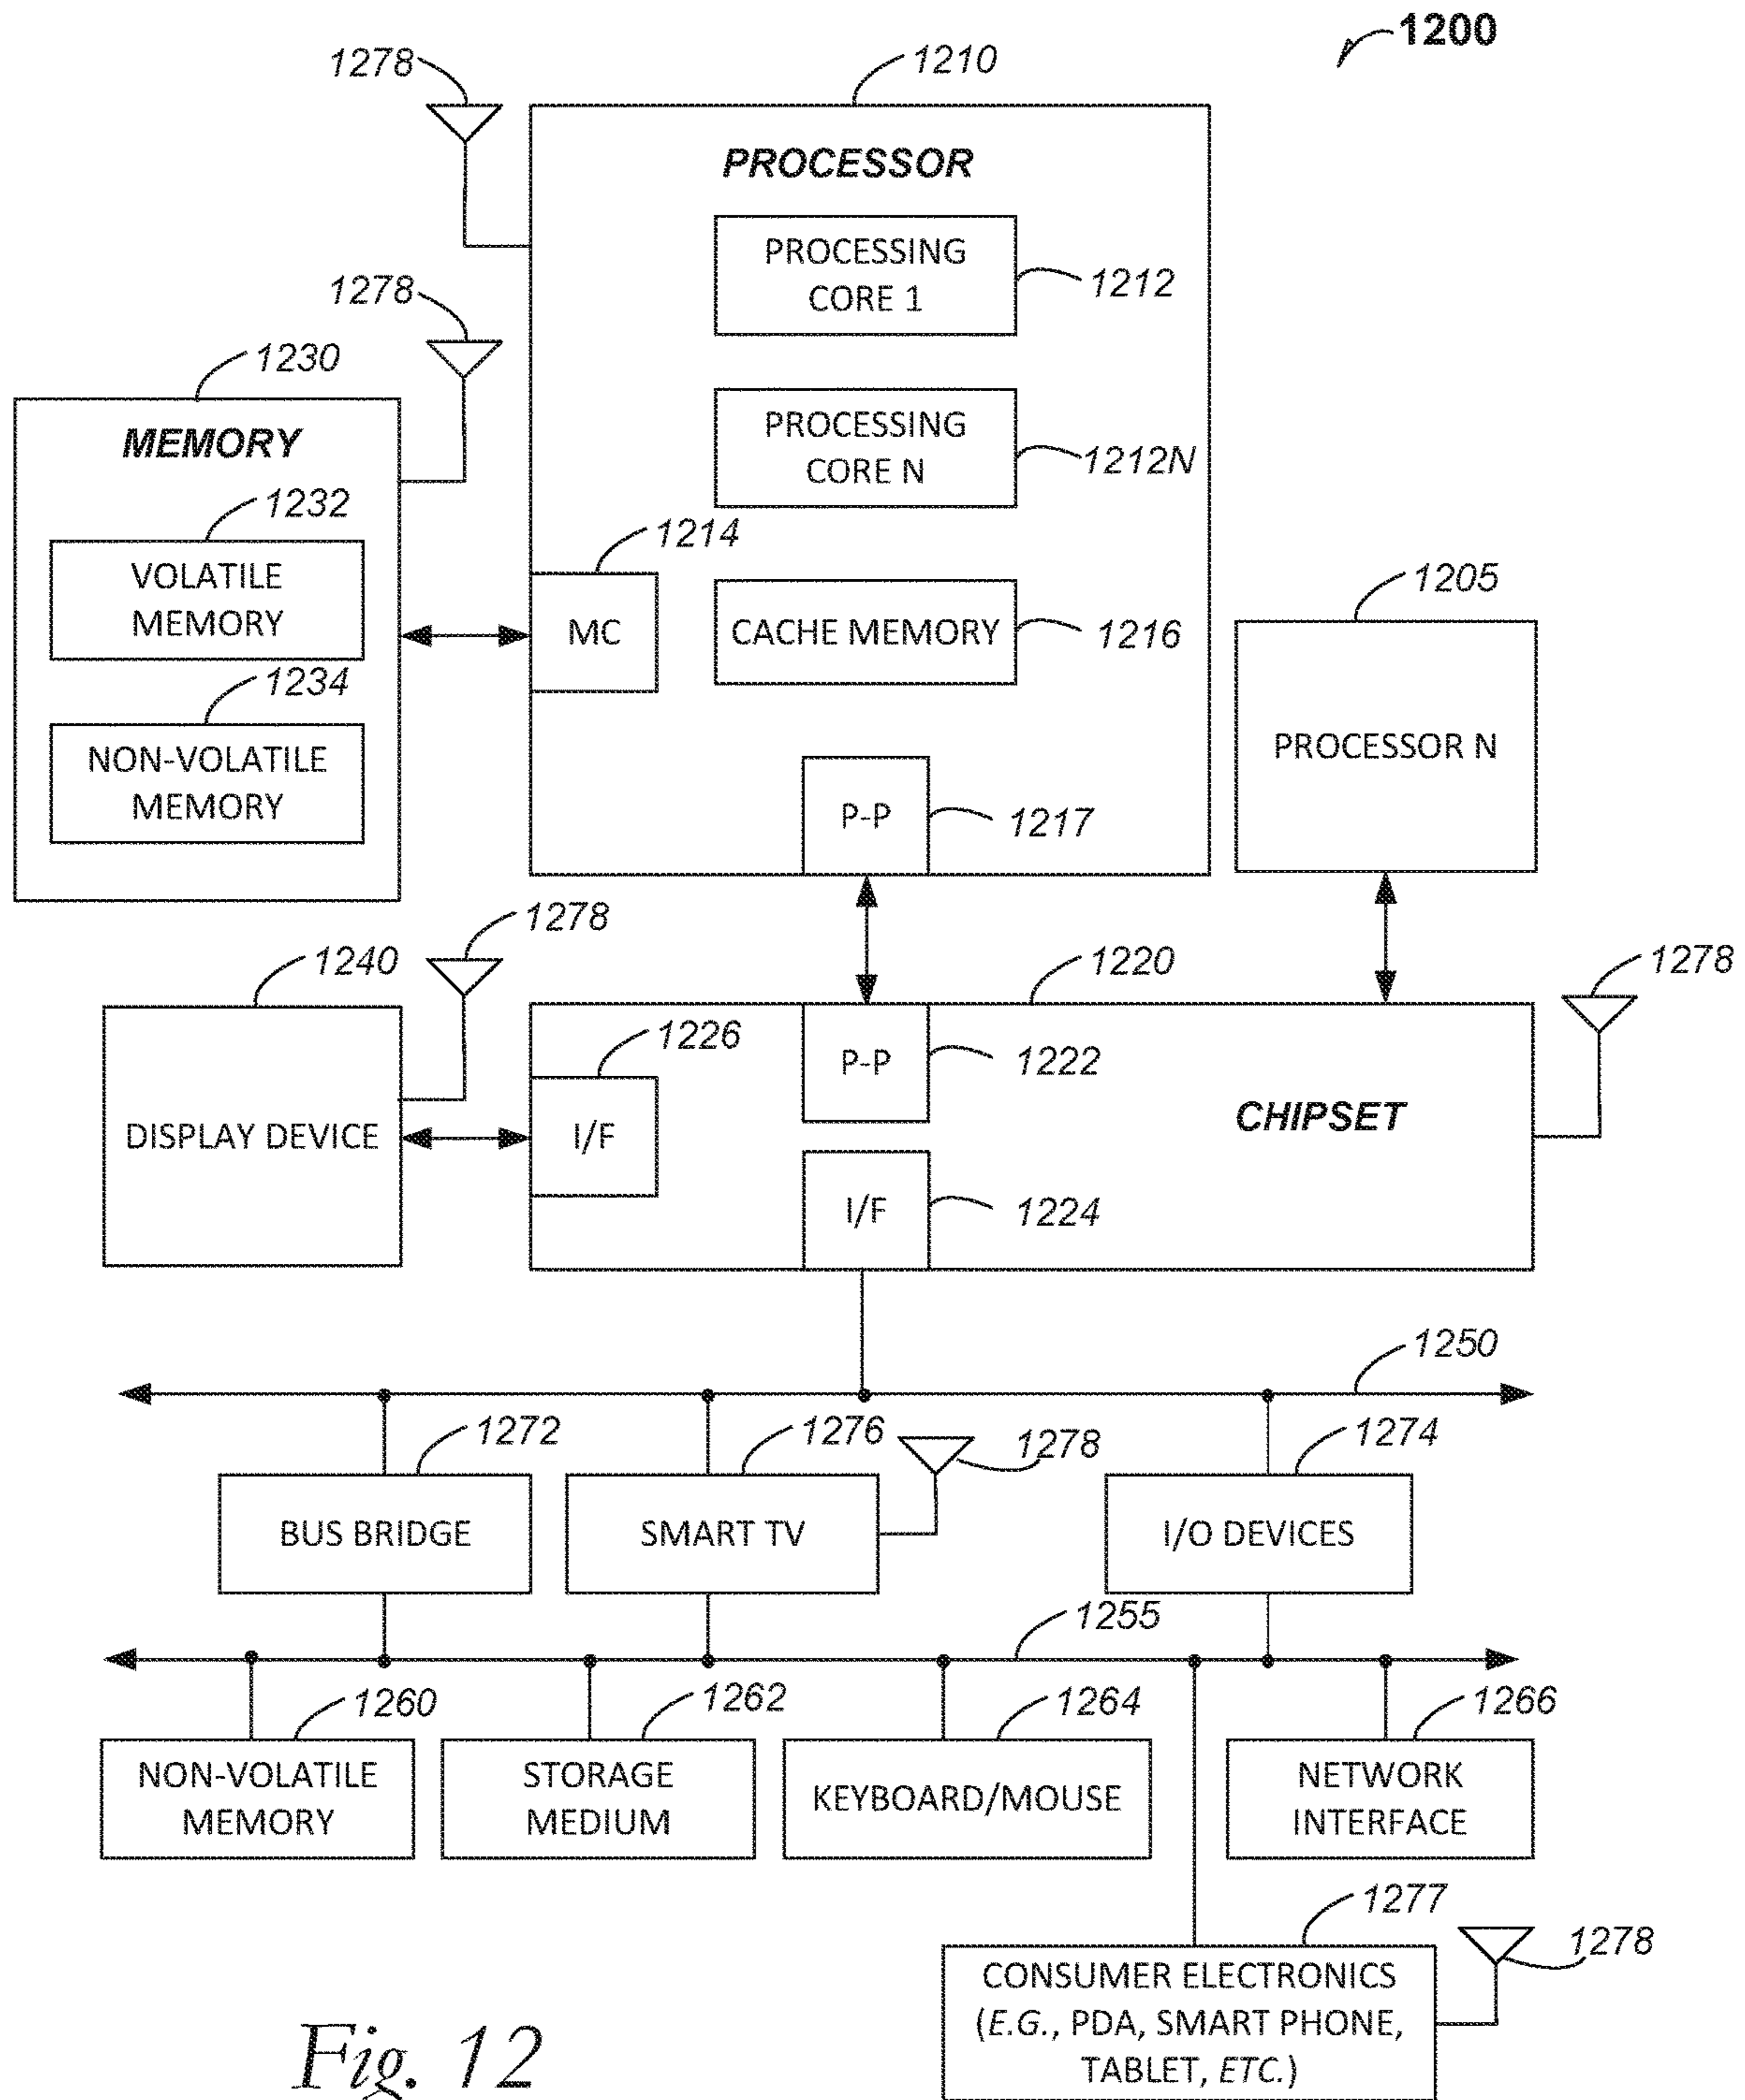 1200
1278
1210
PROCESSOR
PROCESSING
CORE 1
1212
1278
1230
MEMORY
PROCESSING
CORE N
1212N
1232
VOLATILE
MEMORY
1214
MC
CACHE MEMORY
1216
1205
PROCESSOR N
1234
NON-VOLATILE
MEMORY
P-P
1217
1278
1240
DISPLAY DEVICE
1220
1278
1226
I/F
P-P
1222
CHIPSET
I/F
1224
1250
1272
BUS BRIDGE
1276
SMART TV
1278
1274
I/O DEVICES
1255
1260
NON-VOLATILE
MEMORY
1262
STORAGE
MEDIUM
1264
KEYBOARD/MOUSE
1266
NETWORK
INTERFACE
1277
CONSUMER ELECTRONICS
(E.G., PDA, SMART PHONE,
TABLET, ETC.)
1278
Fig. 12